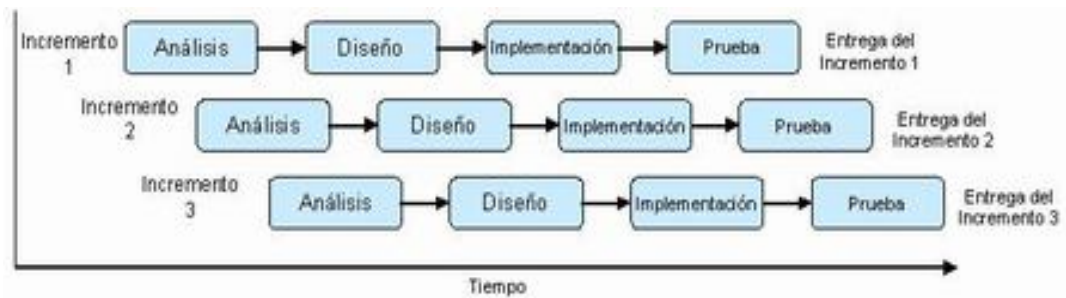 Incremento
1
Análisis
Diseño
Implementación
Prueba
Entrega del
Incremento 1
Incremento
2
Análisis
Diseño
Implementación
Prueba
Entrega del
Incremento 2
Incremento
3
Análisis
Diseño
Implementación
Prueba
Entrega del
Incremento 3
Tiempo